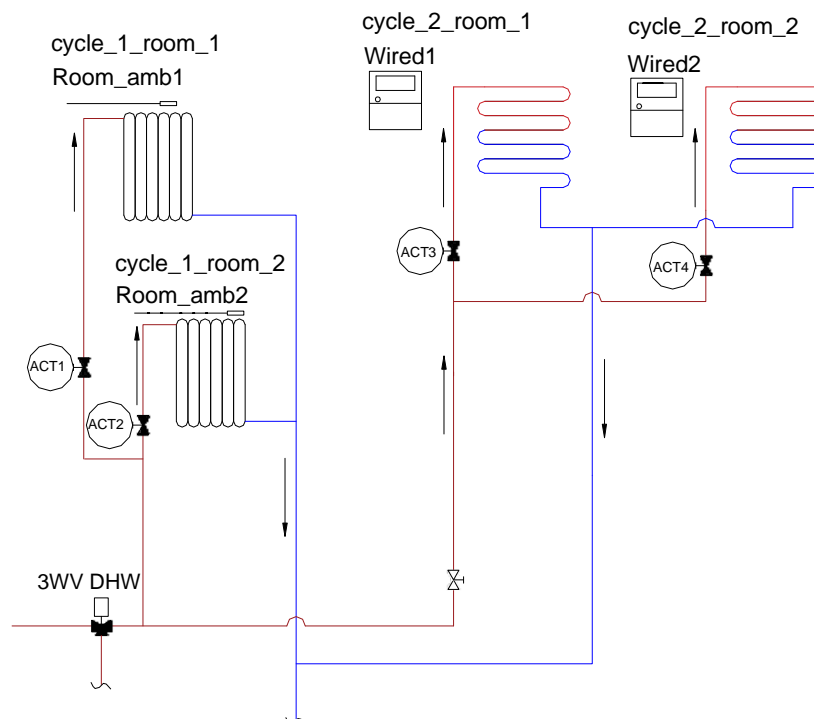 cycle_1_room_1
Room_amb1
cycle_2_room_1
Wired1
cycle_2_room_2
Wired2
ACT3
ACT4
cycle_1_room_2
Room_amb2
ACT1
ACT2
3WV DHW